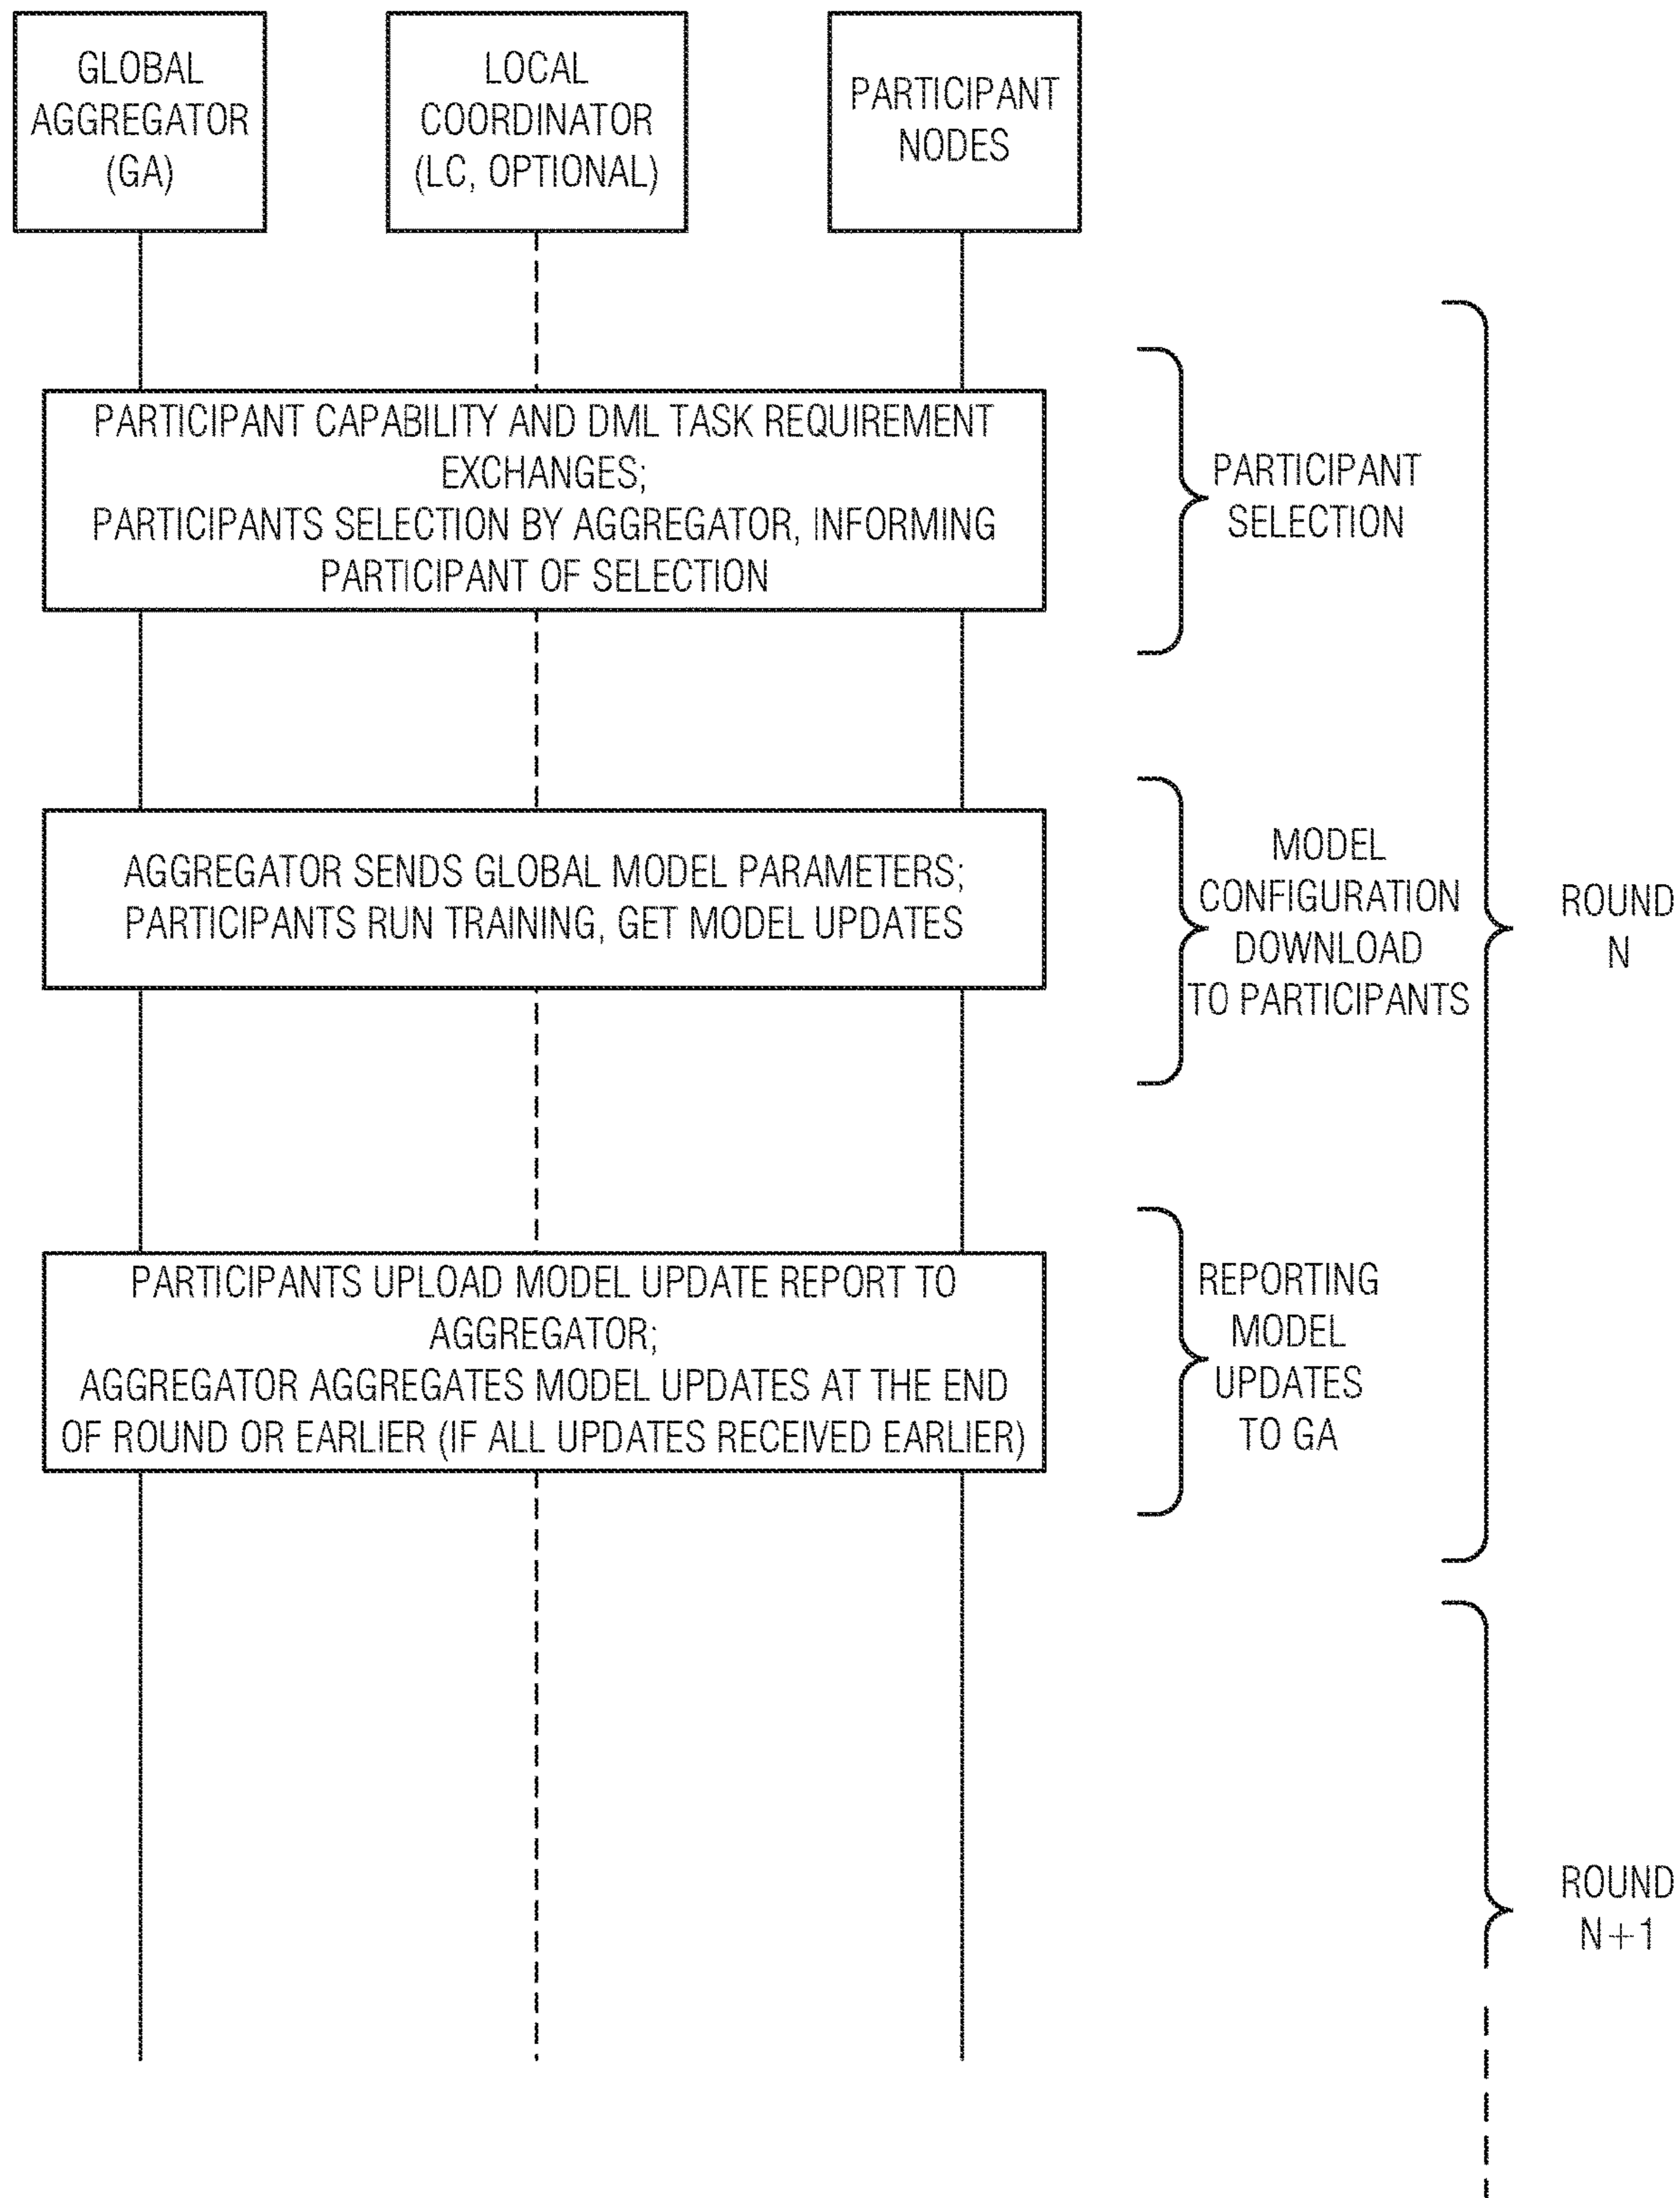 GLOBAL
AGGREGATOR
(GA)
LOCAL
COORDINATOR
(LC, OPTIONAL)
PARTICIPANT
NODES
PARTICIPANT CAPABILITY AND DML TASK REQUIREMENT
EXCHANGES;
PARTICIPANTS SELECTION BY AGGREGATOR, INFORMING
PARTICIPANT OF SELECTION
PARTICIPANT
SELECTION
AGGREGATOR SENDS GLOBAL MODEL PARAMETERS;
PARTICIPANTS RUN TRAINING, GET MODEL UPDATES
MODEL
CONFIGURATION
DOWNLOAD
TO PARTICIPANTS
ROUND
N
PARTICIPANTS UPLOAD MODEL UPDATE REPORT TO
AGGREGATOR;
AGGREGATOR AGGREGATES MODEL UPDATES AT THE END
OF ROUND OR EARLIER (IF ALL UPDATES RECEIVED EARLIER)
REPORTING
MODEL
UPDATES
TO GA
ROUND
N+1